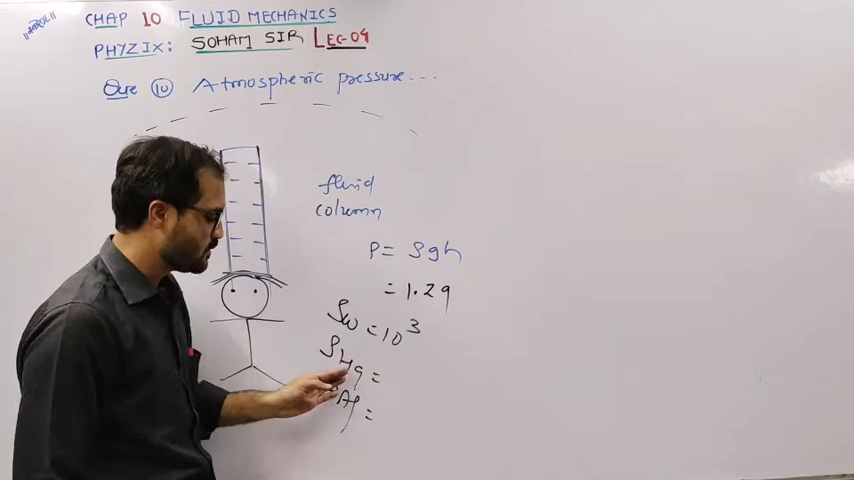 CHAP 10 FLUID MECHANICS
PHYZIX: SOHAM SIR LEC-04
Que 10 Atmospheric pressure...
fluid
column
P = ρgh
= 1.29
ρw = 10³
ρHg =
ρAl =